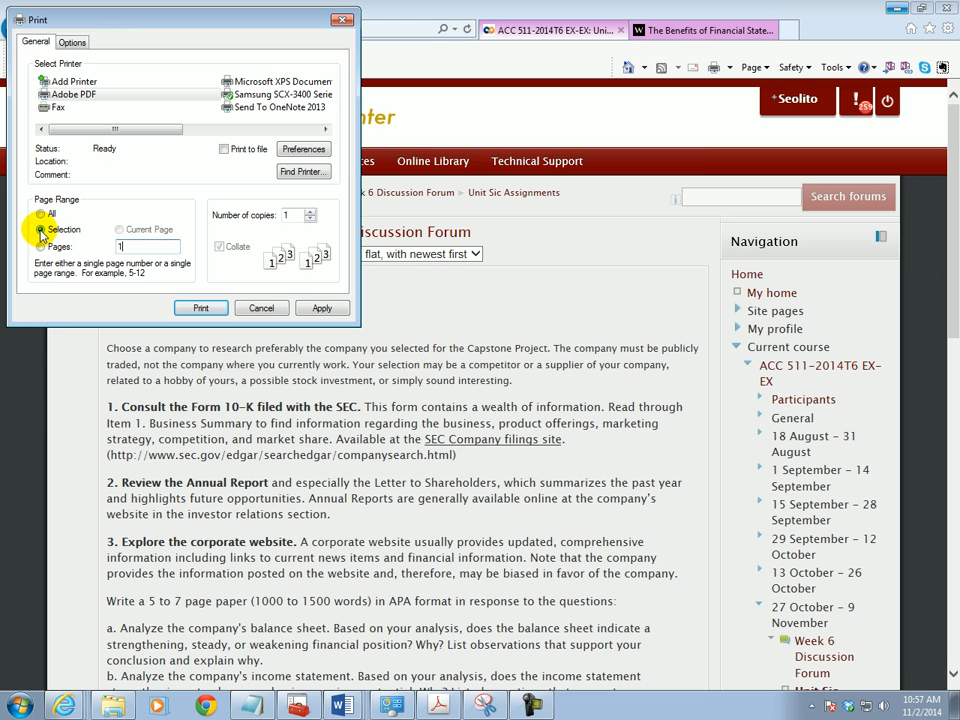 Print
General
Options
Select Printer
Add Printer
Adobe PDF
Fax
Microsoft XPS Documen
Samsung SCX-3400 Serie
Send To OneNote 2013
Status:
Ready
Location:
Comment:
Print to file
Preferences
Find Printer...
Page Range
All
Selection
Current Page
Pages:
1
Enter either a single page number or a single
page range. For example, 5-12
Number of copies:
1
Collate
1 2 3
1 2 3
Print
Cancel
Apply
ACC 511-2014T6 EX-EX: Uni...
W The Benefits of Financial State...
Page
Safety
Tools
nter
Seolito
! 259
ces
Online Library
Technical Support
k 6 Discussion Forum
Unit Sic Assignments
Search forums
iscussion Forum
flat, with newest first
Choose a company to research preferably the company you selected for the Capstone Project. The company must be publicly
traded, not the company where you currently work. Your selection may be a competitor or a supplier of your company,
related to a hobby of yours, a possible stock investment, or simply sound interesting.
1. Consult the Form 10-K filed with the SEC. This form contains a wealth of information. Read through
Item 1. Business Summary to find information regarding the business, product offerings, marketing
strategy, competition, and market share. Available at the SEC Company filings site.
(http://www.sec.gov/edgar/searchedgar/companysearch.html)
2. Review the Annual Report and especially the Letter to Shareholders, which summarizes the past year
and highlights future opportunities. Annual Reports are generally available online at the company's
website in the investor relations section.
3. Explore the corporate website. A corporate website usually provides updated, comprehensive
information including links to current news items and financial information. Note that the company
provides the information posted on the website and, therefore, may be biased in favor of the company.
Write a 5 to 7 page paper (1000 to 1500 words) in APA format in response to the questions:
a. Analyze the company's balance sheet. Based on your analysis, does the balance sheet indicate a
strengthening, steady, or weakening financial position? Why? List observations that support your
conclusion and explain why.
b. Analyze the company's income statement. Based on your analysis, does the income statement
Navigation
Home
My home
Site pages
My profile
Current course
ACC 511-2014T6 EX-
EX
Participants
General
18 August - 31
August
1 September - 14
September
15 September - 28
September
29 September - 12
October
13 October - 26
October
27 October - 9
November
Week 6
Discussion
Forum
Unit Sic
10:57 AM
11/2/2014